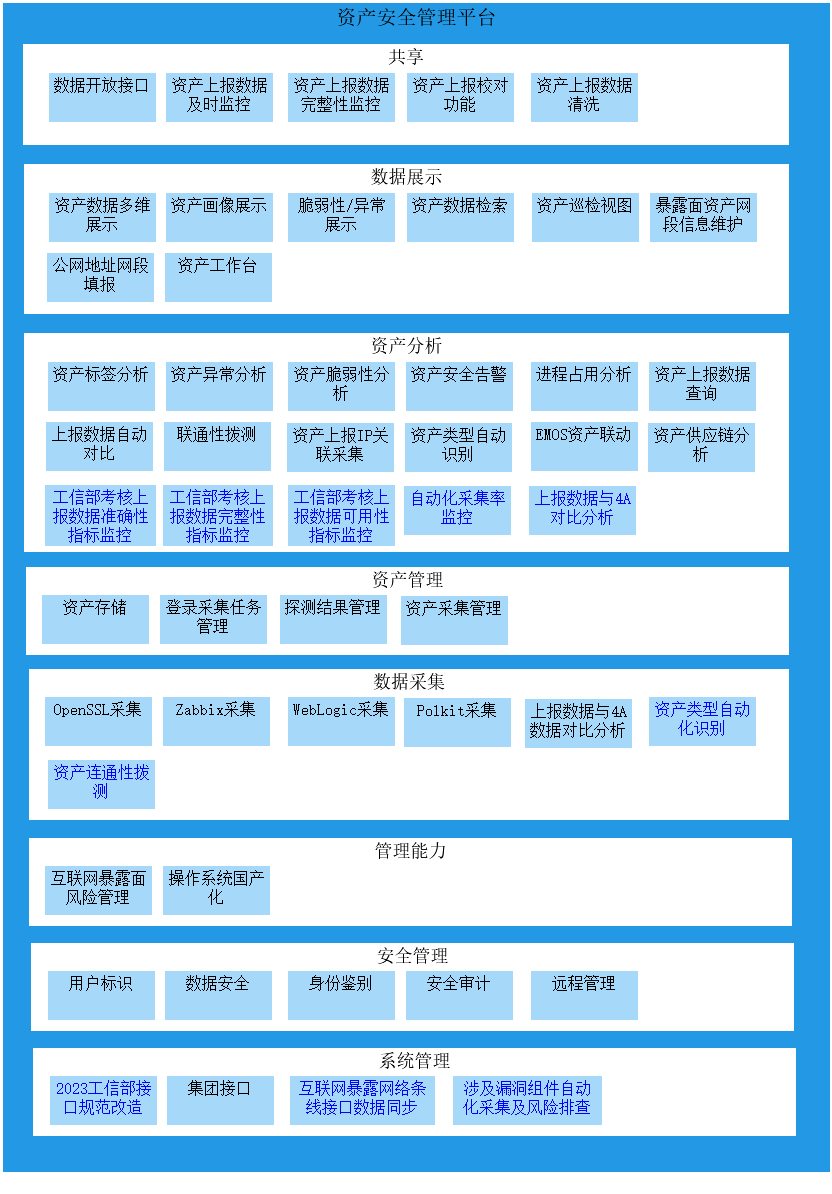 资产安全管理平台
共享
数据开放接口
资产上报数据
及时监控
资产上报数据
完整性监控
资产上报校对
功能
资产上报数据
清洗
数据展示
资产数据多维
展示
资产画像展示
脆弱性/异常
展示
资产数据检索
资产巡检视图
暴露面资产网
段信息维护
公网地址网段
填报
资产工作台
资产分析
资产标签分析
资产异常分析
资产脆弱性分
析
资产安全告警
进程占用分析
资产上报数据
查询
上报数据自动
对比
联通性拨测
资产上报IP关
联采集
资产类型自动
识别
EMOS资产联动
资产供应链分
析
工信部考核上
报数据准确性
指标监控
工信部考核上
报数据完整性
指标监控
工信部考核上
报数据可用性
指标监控
自动化采集率
监控
上报数据与4A
对比分析
资产管理
资产存储
登录采集任务
管理
探测结果管理
资产采集管理
数据采集
OpenSSL采集
Zabbix采集
WebLogic采集
Polkit采集
上报数据与4A
数据对比分析
资产类型自动
化识别
资产连通性拨
测
管理能力
互联网暴露面
风险管理
操作系统国产
化
安全管理
用户标识
数据安全
身份鉴别
安全审计
远程管理
系统管理
2023工信部接
口规范改造
集团接口
互联网暴露网络条
线接口数据同步
涉及漏洞组件自动
化采集及风险排查